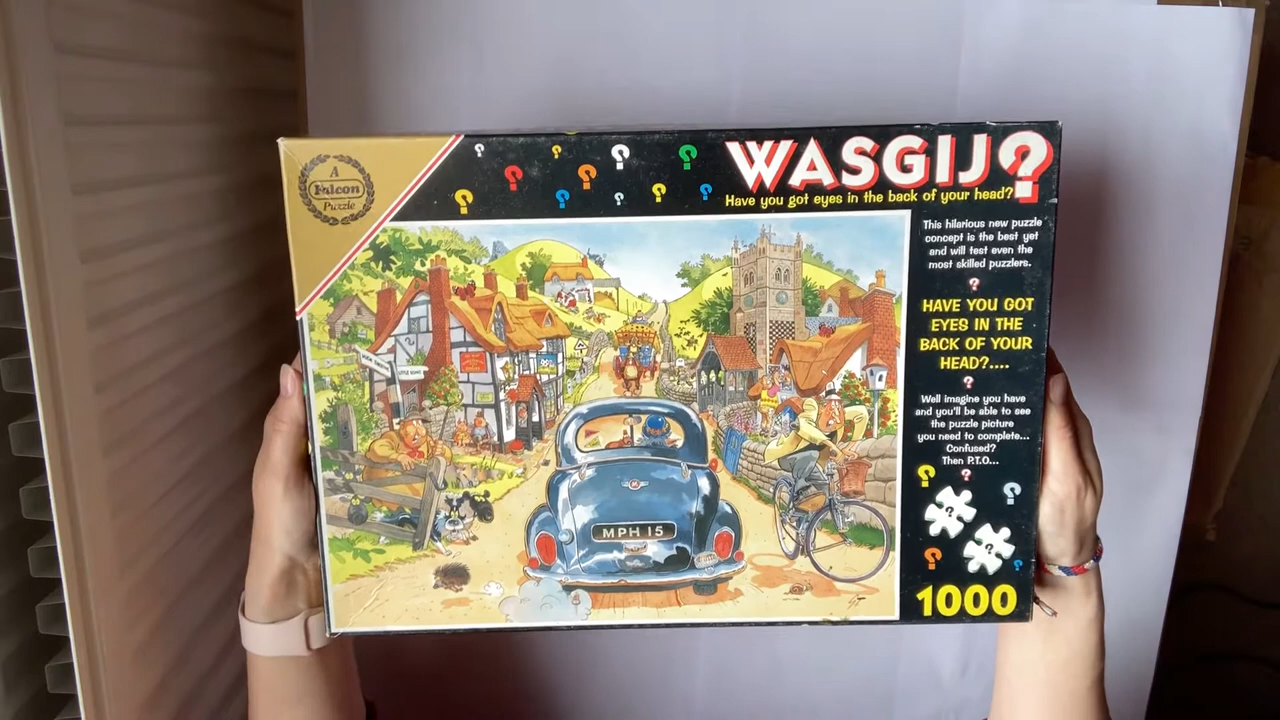 A
Falcon
Puzzle
WASGIJ?
Have you got eyes in the back of your head?
This hilarious new puzzle
concept is the best yet
and will test even the
most skilled puzzlers.
?
HAVE YOU GOT
EYES IN THE
BACK OF YOUR
HEAD?....
?
Well imagine you have
and you'll be able to see
the puzzle picture
you need to complete...
Confused?
Then P.T.O...
1000
MPH 15